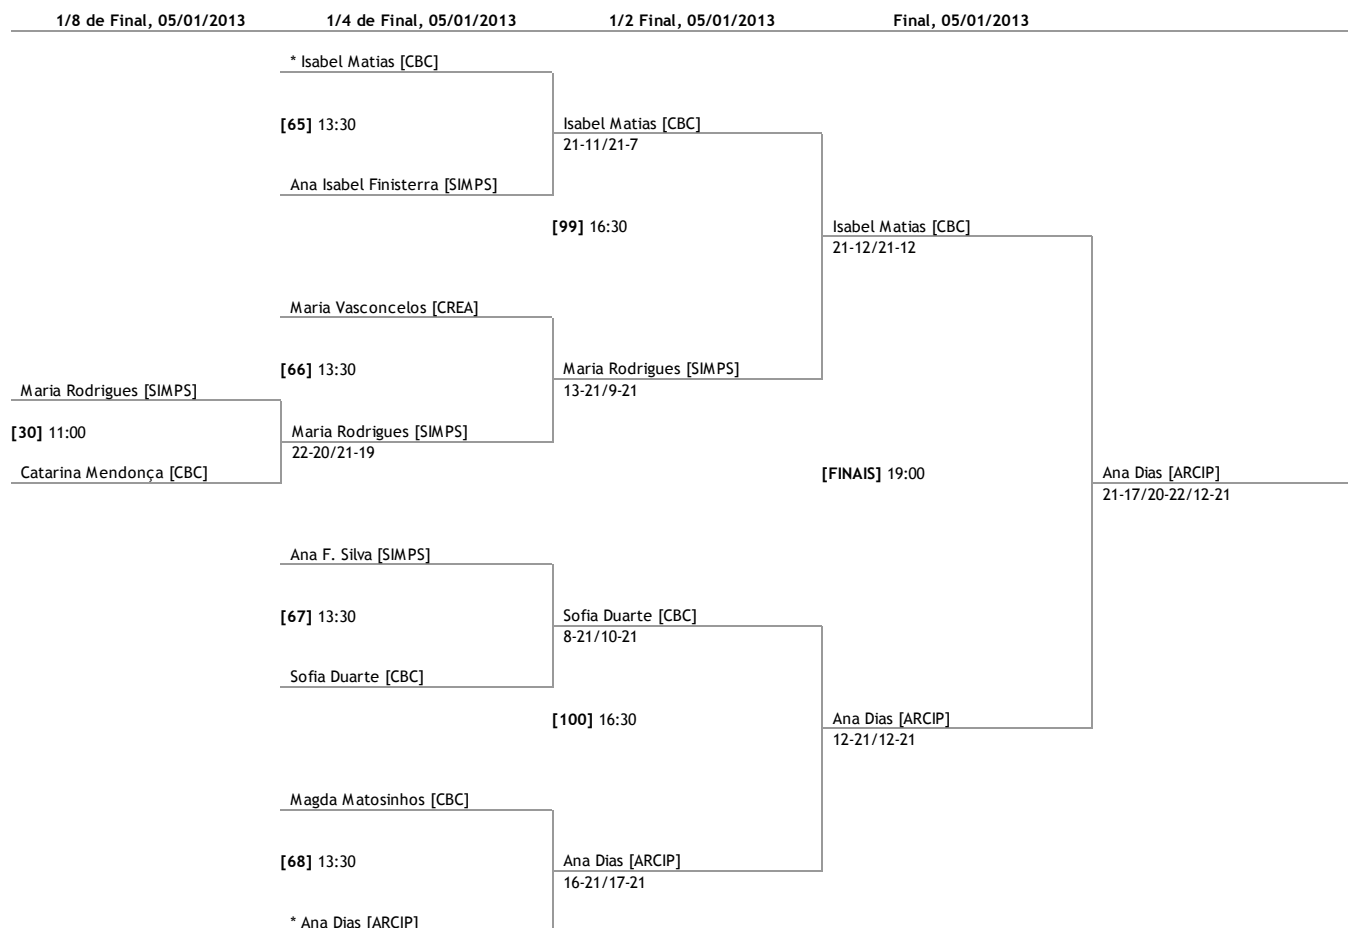 1/8 de Final, 05/01/2013 1/4 de Final, 05/01/2013 1/2 Final, 05/01/2013 Final, 05/01/2013
* Isabel Matias [CBC]
[65] 13:30 Isabel Matias [CBC]
21-11/21-7
Ana Isabel Finisterra [SIMPS]
[99] 16:30 Isabel Matias [CBC]
21-12/21-12
Maria Vasconcelos [CREA]
[66] 13:30 Maria Rodrigues [SIMPS]
Maria Rodrigues [SIMPS] 13-21/9-21
[30] 11:00 Maria Rodrigues [SIMPS]
22-20/21-19
Catarina Mendonça [CBC] [FINAIS] 19:00 Ana Dias [ARCIP]
21-17/20-22/12-21
Ana F. Silva [SIMPS]
[67] 13:30 Sofia Duarte [CBC]
8-21/10-21
Sofia Duarte [CBC]
[100] 16:30 Ana Dias [ARCIP]
12-21/12-21
Magda Matosinhos [CBC]
[68] 13:30 Ana Dias [ARCIP]
16-21/17-21
* Ana Dias [ARCIP]